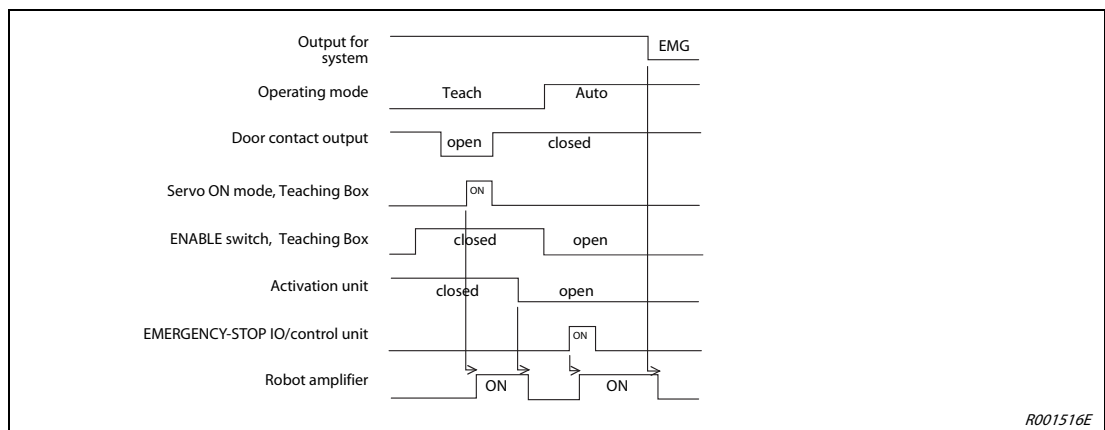 Output for
system
EMG
Operating mode
Teach
Auto
Door contact output
open
closed
Servo ON mode, Teaching Box
ON
ENABLE switch, Teaching Box
closed
open
Activation unit
closed
open
EMERGENCY-STOP IO/control unit
ON
Robot amplifier
ON
ON
R001516E